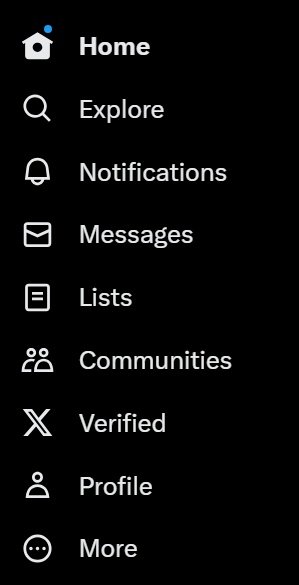 Home
Explore
Notifications
Messages
Lists
Communities
Verified
Profile
More